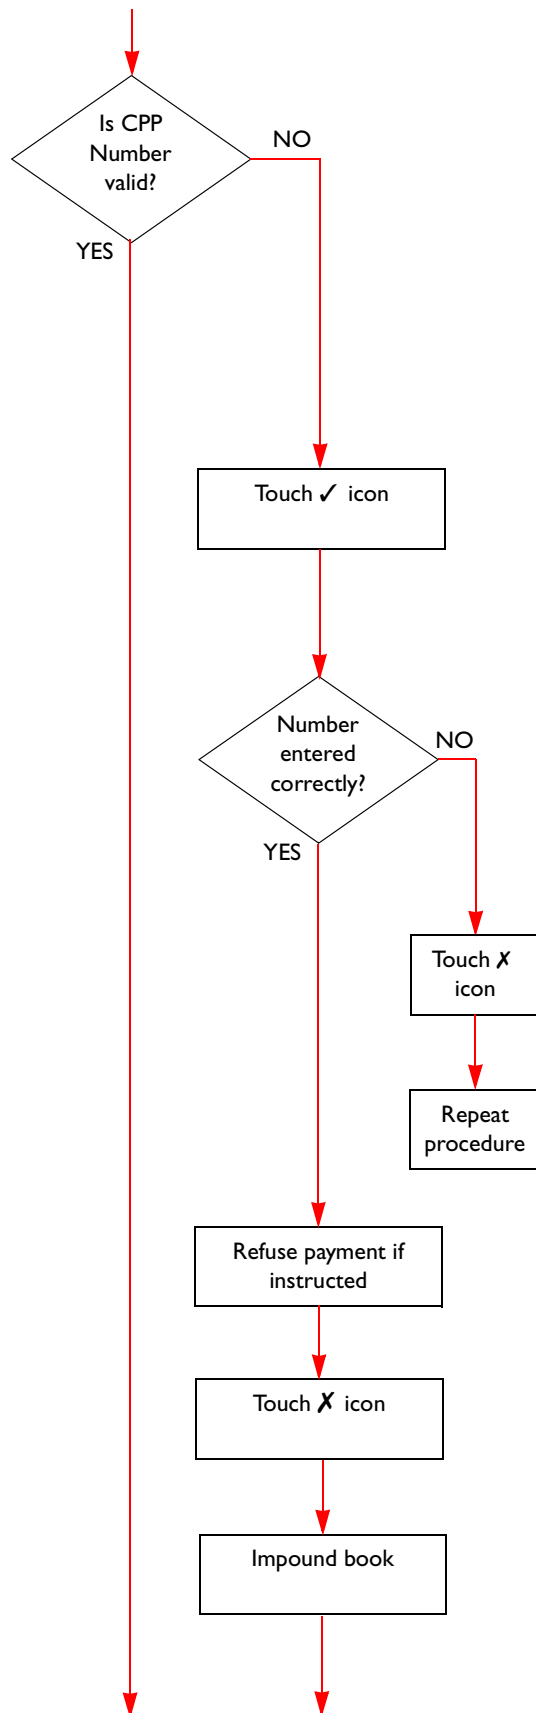 Is CPP
Number
valid?
NO
YES
Touch ✓ icon
Number
entered
correctly?
NO
YES
Touch ✗
icon
Repeat
procedure
Refuse payment if
instructed
Touch ✗ icon
Impound book